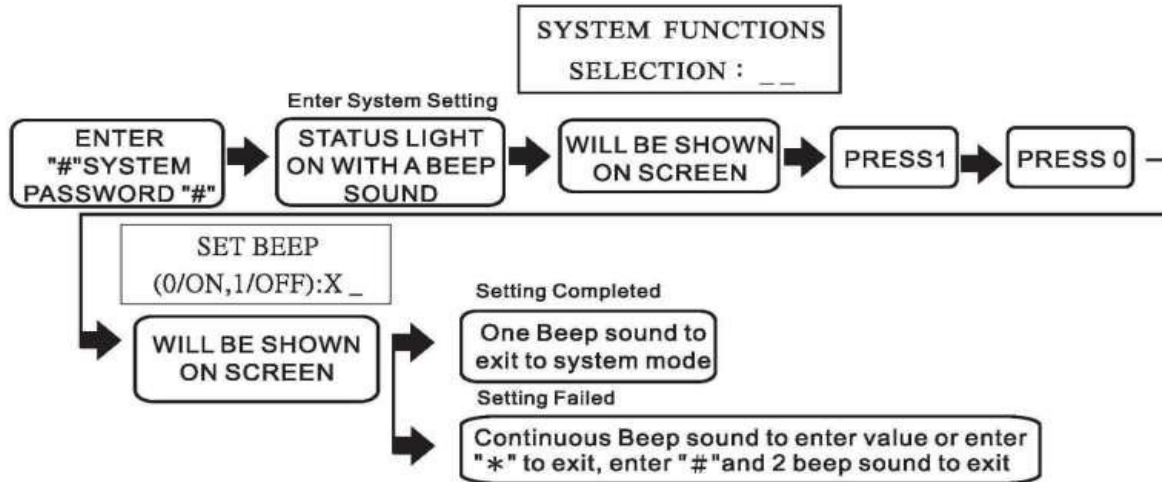 SYSTEM FUNCTIONS
SELECTION : _ _
Enter System Setting
ENTER
"#"SYSTEM
PASSWORD "#"
STATUS LIGHT
ON WITH A BEEP
SOUND
WILL BE SHOWN
ON SCREEN
PRESS1
PRESS 0
SET BEEP
(0/ON,1/OFF):X _
WILL BE SHOWN
ON SCREEN
Setting Completed
One Beep sound to
exit to system mode
Setting Failed
Continuous Beep sound to enter value or enter
"*" to exit, enter "#"and 2 beep sound to exit